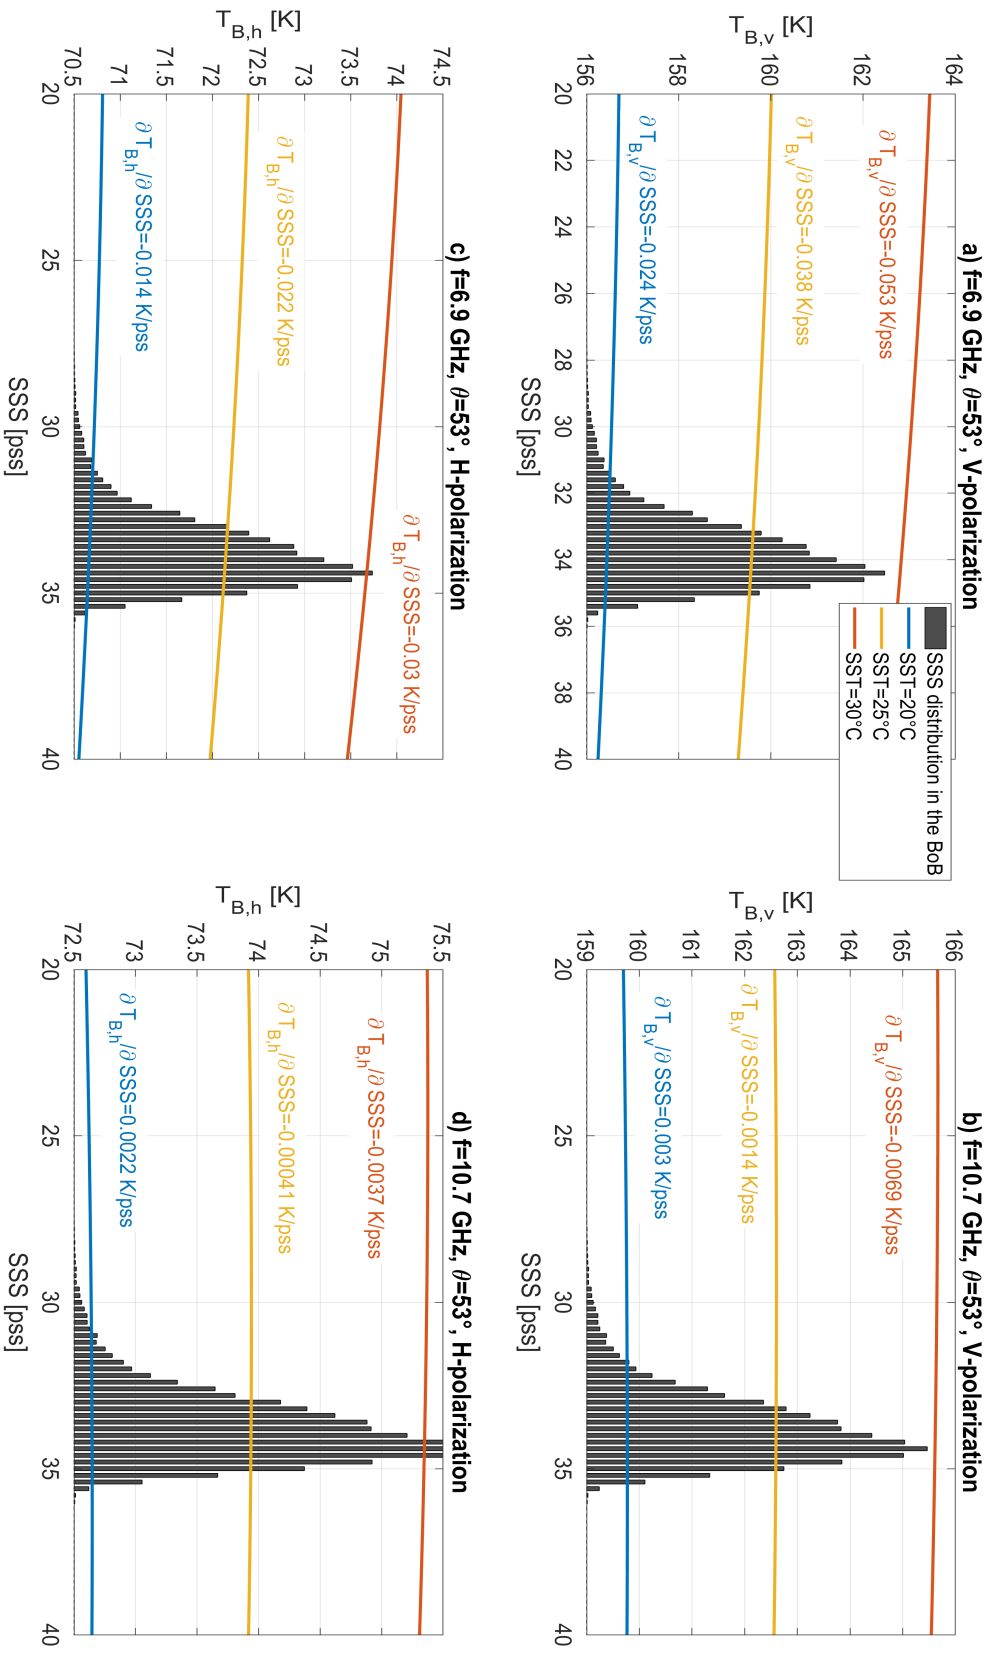 a) f=6.9 GHz, θ=53°, V-polarization
T_B,v [K]
164
162
160
158
156
∂ T_B,v/∂ SSS=-0.053 K/pss
∂ T_B,v/∂ SSS=-0.038 K/pss
∂ T_B,v/∂ SSS=-0.024 K/pss
20 22 24 26 28 30 32 34 36 38 40
SSS [pss]
SSS distribution in the BoB
SST=20°C
SST=25°C
SST=30°C
b) f=10.7 GHz, θ=53°, V-polarization
T_B,v [K]
166
165
164
163
162
161
160
159
∂ T_B,v/∂ SSS=-0.0069 K/pss
∂ T_B,v/∂ SSS=-0.0014 K/pss
∂ T_B,v/∂ SSS=0.003 K/pss
20 25 30 35 40
SSS [pss]
c) f=6.9 GHz, θ=53°, H-polarization
T_B,h [K]
74.5
74
73.5
73
72.5
72
71.5
71
70.5
∂ T_B,h/∂ SSS=-0.03 K/pss
∂ T_B,h/∂ SSS=-0.022 K/pss
∂ T_B,h/∂ SSS=-0.014 K/pss
20 25 30 35 40
SSS [pss]
d) f=10.7 GHz, θ=53°, H-polarization
T_B,h [K]
75.5
75
74.5
74
73.5
73
72.5
∂ T_B,h/∂ SSS=-0.0037 K/pss
∂ T_B,h/∂ SSS=-0.00041 K/pss
∂ T_B,h/∂ SSS=0.0022 K/pss
20 25 30 35 40
SSS [pss]